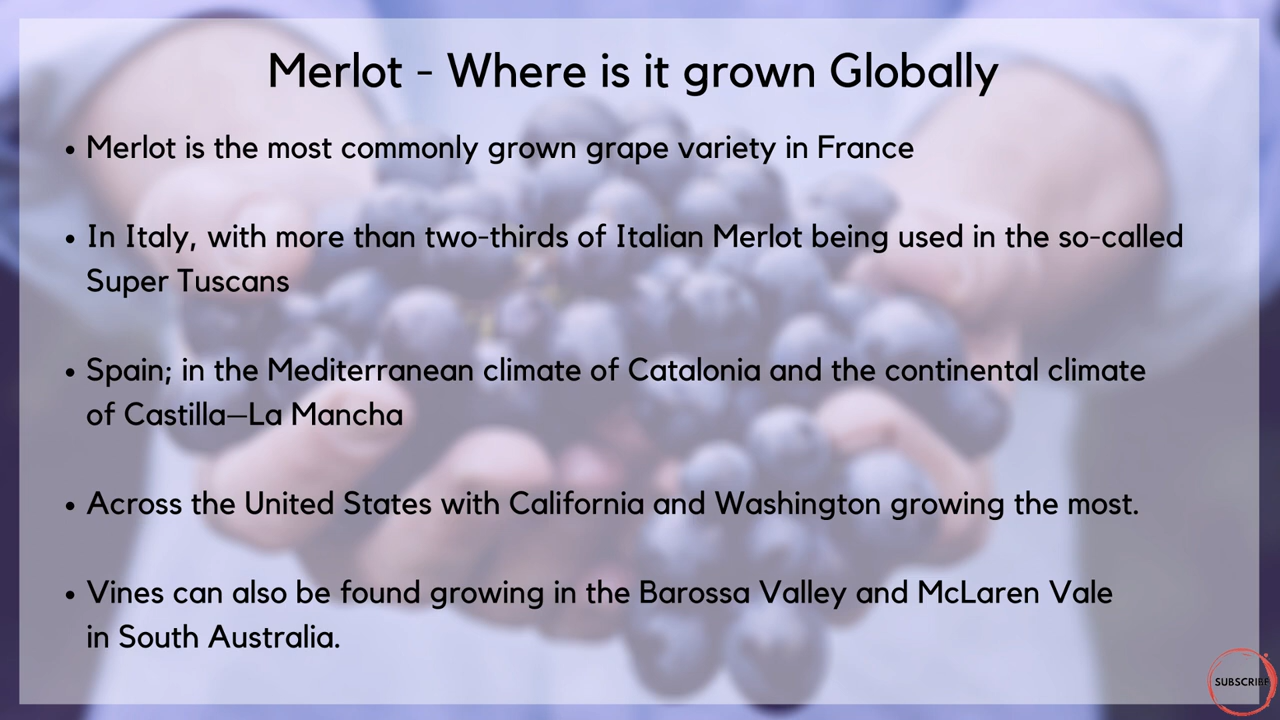 Merlot - Where is it grown Globally
• Merlot is the most commonly grown grape variety in France
• In Italy, with more than two-thirds of Italian Merlot being used in the so-called
Super Tuscans
• Spain; in the Mediterranean climate of Catalonia and the continental climate
of Castilla–La Mancha
• Across the United States with California and Washington growing the most.
• Vines can also be found growing in the Barossa Valley and McLaren Vale
in South Australia.
SUBSCRIBE